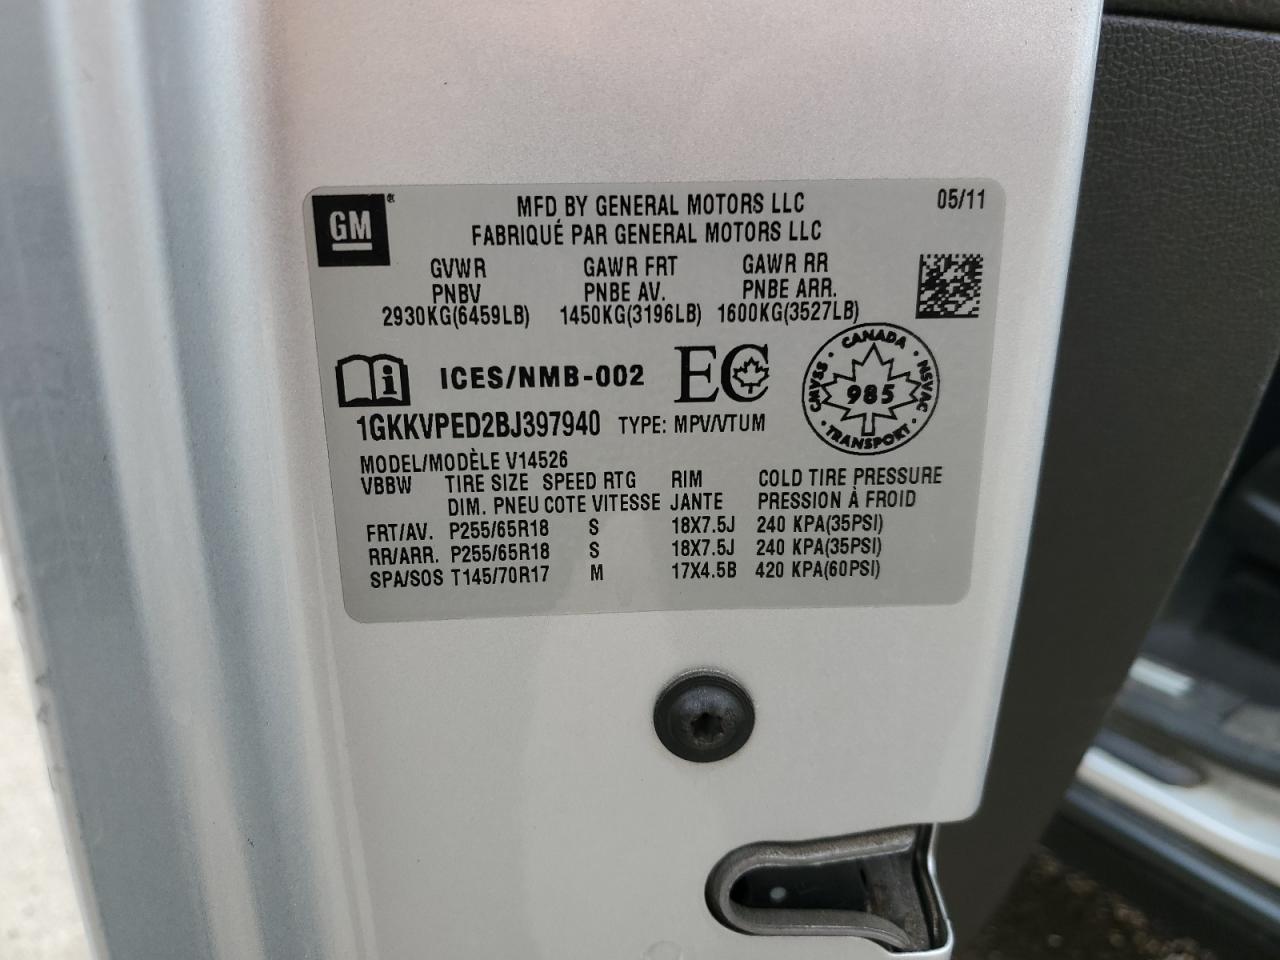 GM
MFD BY GENERAL MOTORS LLC
05/11
FABRIQUÉ PAR GENERAL MOTORS LLC
GVWR GAWR FRT GAWR RR
PNBV PNBE AV. PNBE ARR.
2930KG(6459LB) 1450KG(3196LB) 1600KG(3527LB)
i ICES/NMB-002 EC
CANADA
CMVSS 985 NSVAC
TRANSPORT
1GKKVPED2BJ397940 TYPE: MPV/VTUM
MODEL/MODÈLE V14526
VBBW TIRE SIZE SPEED RTG RIM COLD TIRE PRESSURE
DIM. PNEU COTE VITESSE JANTE PRESSION À FROID
FRT/AV. P255/65R18 S 18X7.5J 240 KPA(35PSI)
RR/ARR. P255/65R18 S 18X7.5J 240 KPA(35PSI)
SPA/SOS T145/70R17 M 17X4.5B 420 KPA(60PSI)